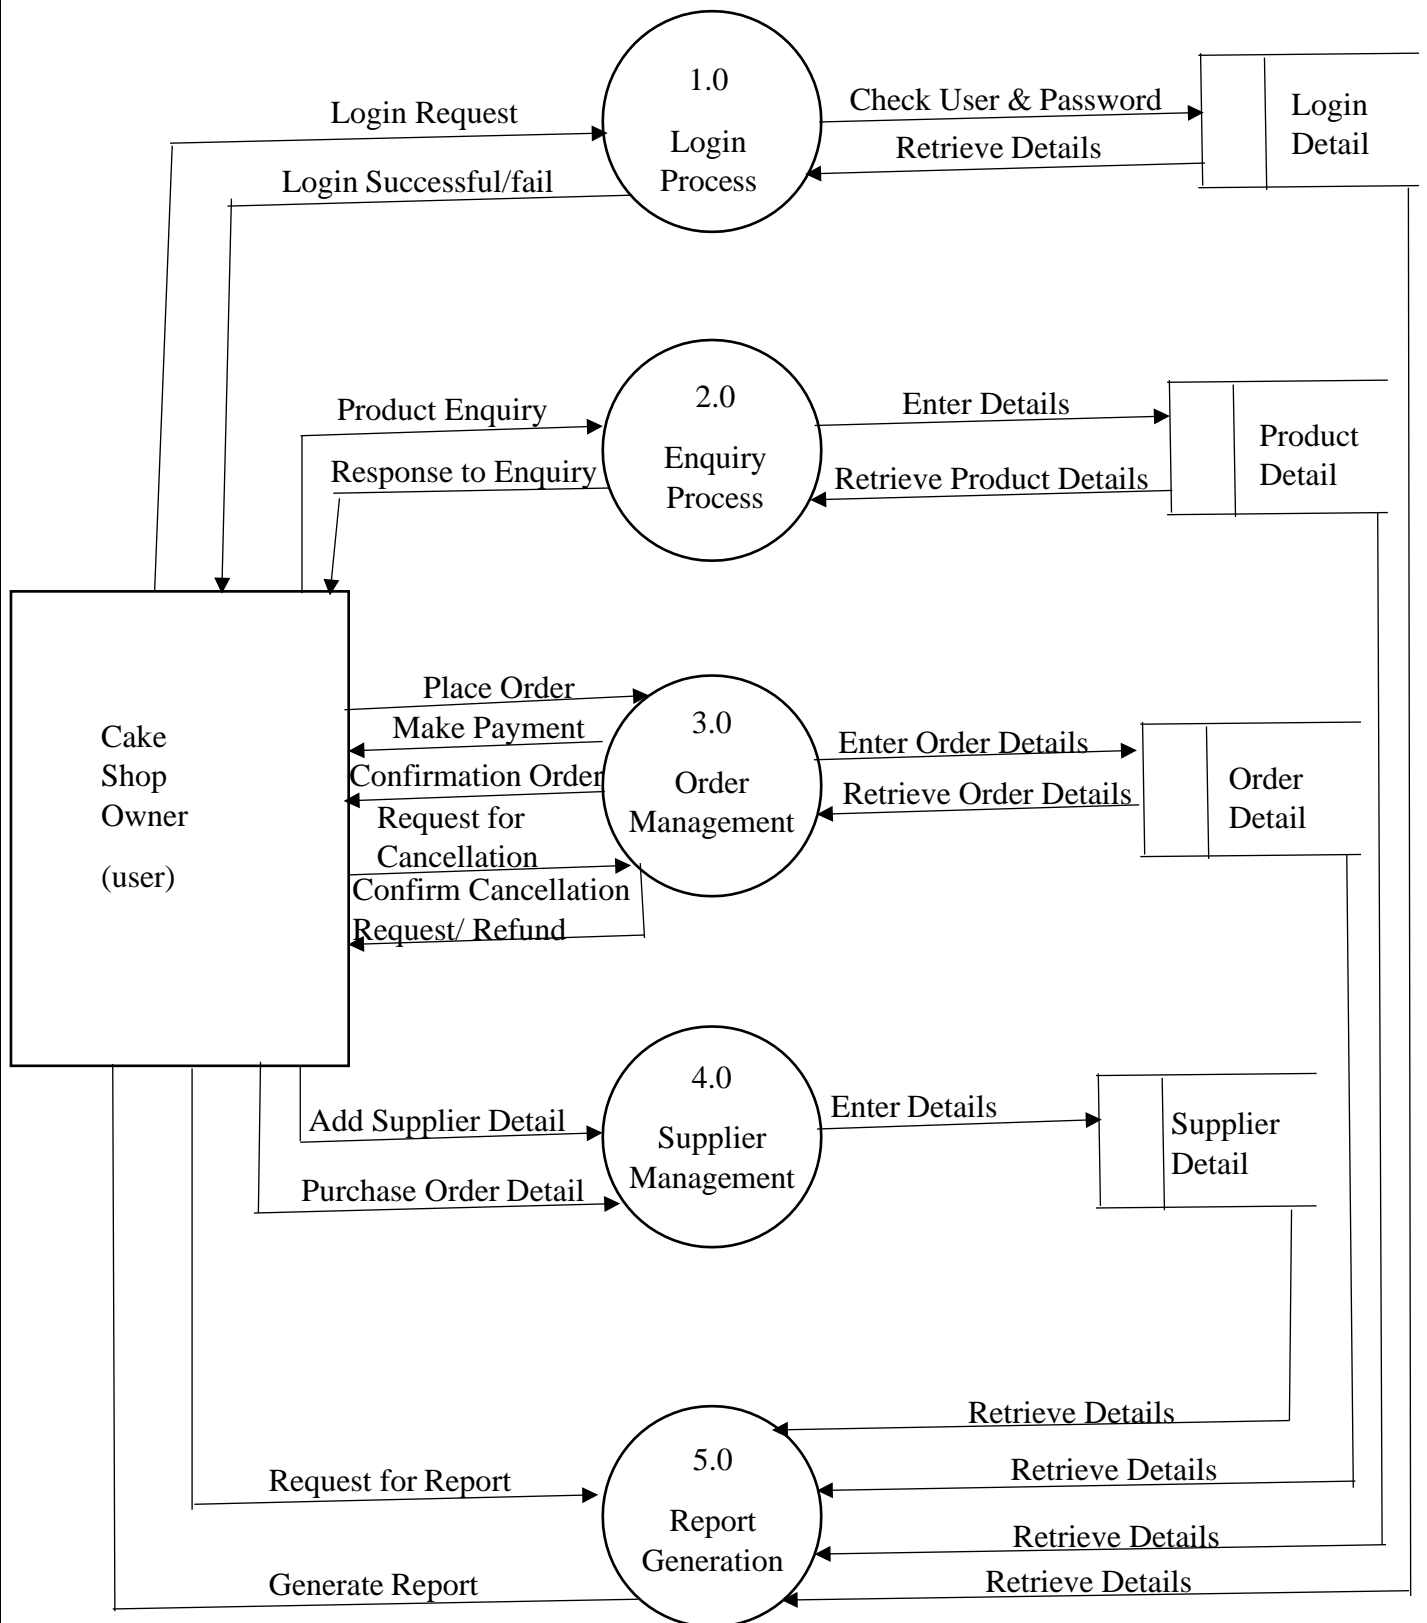 1.0
Login
Process
Login Request
Login Successful/fail
Check User & Password
Retrieve Details
Login
Detail
2.0
Enquiry
Process
Product Enquiry
Response to Enquiry
Enter Details
Retrieve Product Details
Product
Detail
Cake
Shop
Owner
(user)
Place Order
Make Payment
Confirmation Order
Request for
Cancellation
Confirm Cancellation
Request/ Refund
3.0
Order
Management
Enter Order Details
Retrieve Order Details
Order
Detail
Add Supplier Detail
Purchase Order Detail
4.0
Supplier
Management
Enter Details
Supplier
Detail
Request for Report
Generate Report
5.0
Report
Generation
Retrieve Details
Retrieve Details
Retrieve Details
Retrieve Details